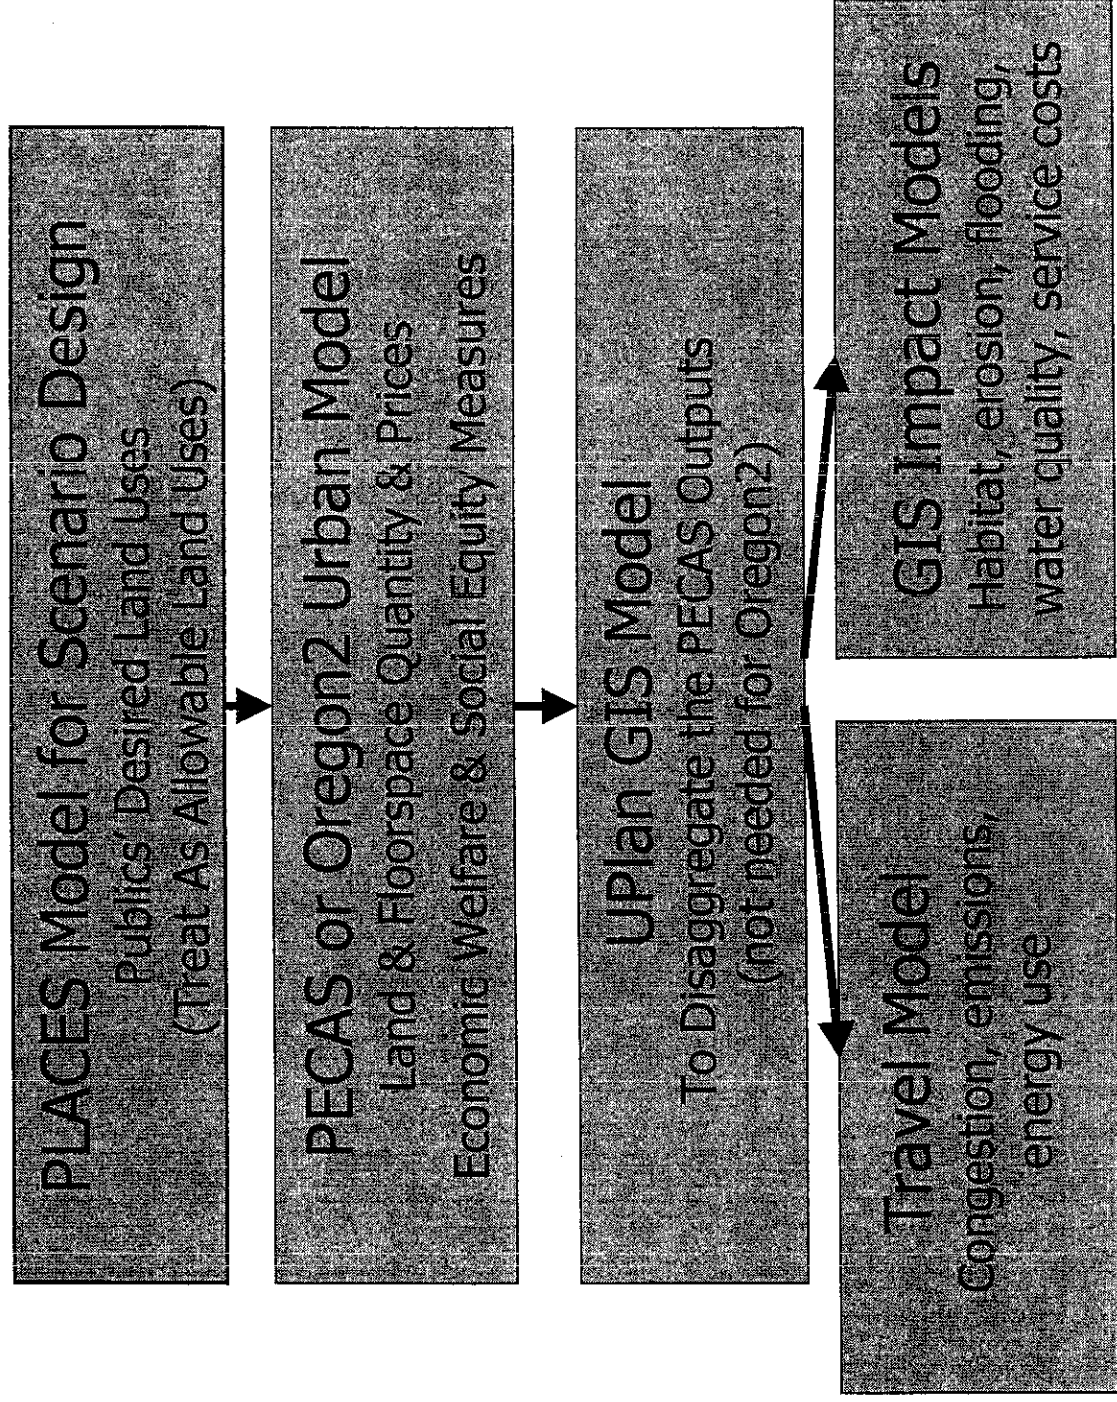 PLACES Model for Scenario Design
Publics' Desired Land Uses
(Treat As Allowable Land Uses)
PECAS or Oregon2 Urban Model
Land & Floorspace Quantity & Prices
Economic Welfare & Social Equity Measures
UPlan GIS Model
To Disaggregate the PECAS Outputs
(not needed for Oregon2)
Travel Model
Congestion, emissions,
energy use
GIS Impact Models
Habitat, erosion, flooding,
water quality, service costs